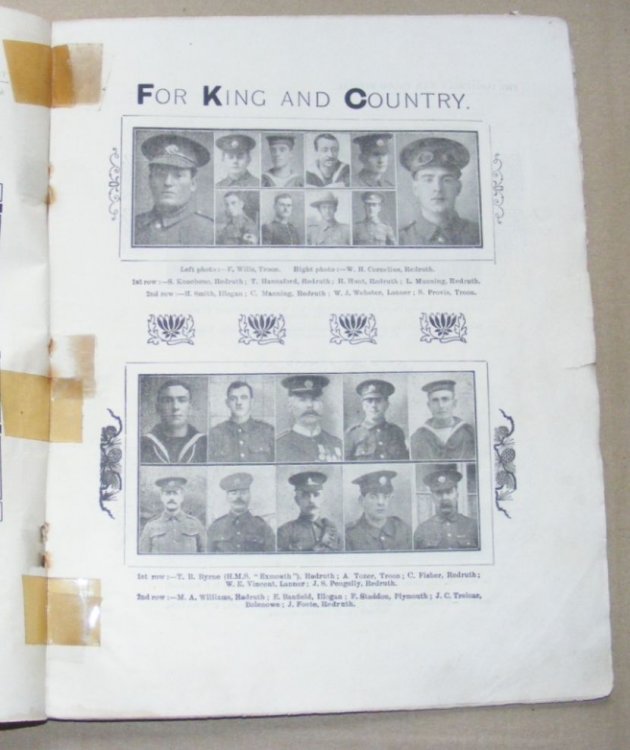 FOR KING AND COUNTRY.
Left photo:—F. Wills, Troon. Right photo:—W. H. Cornelius, Redruth.
1st row:—S. Redruth; T. Hannaford, Redruth; H. Hunt, Redruth; L. Manning, Redruth.
2nd row:—H. Smith, Illogan; C. Manning, Redruth; W. J. Webster, Lanner; S. Provis, Troon.
1st row:—T. R. Byrne (H.M.S. "Exmouth"), Redruth; A. Toner, Troon; C. Fisher, Redruth;
W. E. Vincent, Lanner; J. S. Pengelly, Redruth.
2nd row:—M. A. Williams, Redruth; E. Banfield, Illogan; F. Staddon, Plymouth; J. C. Treloar,
Bolenowe; J. Redruth.